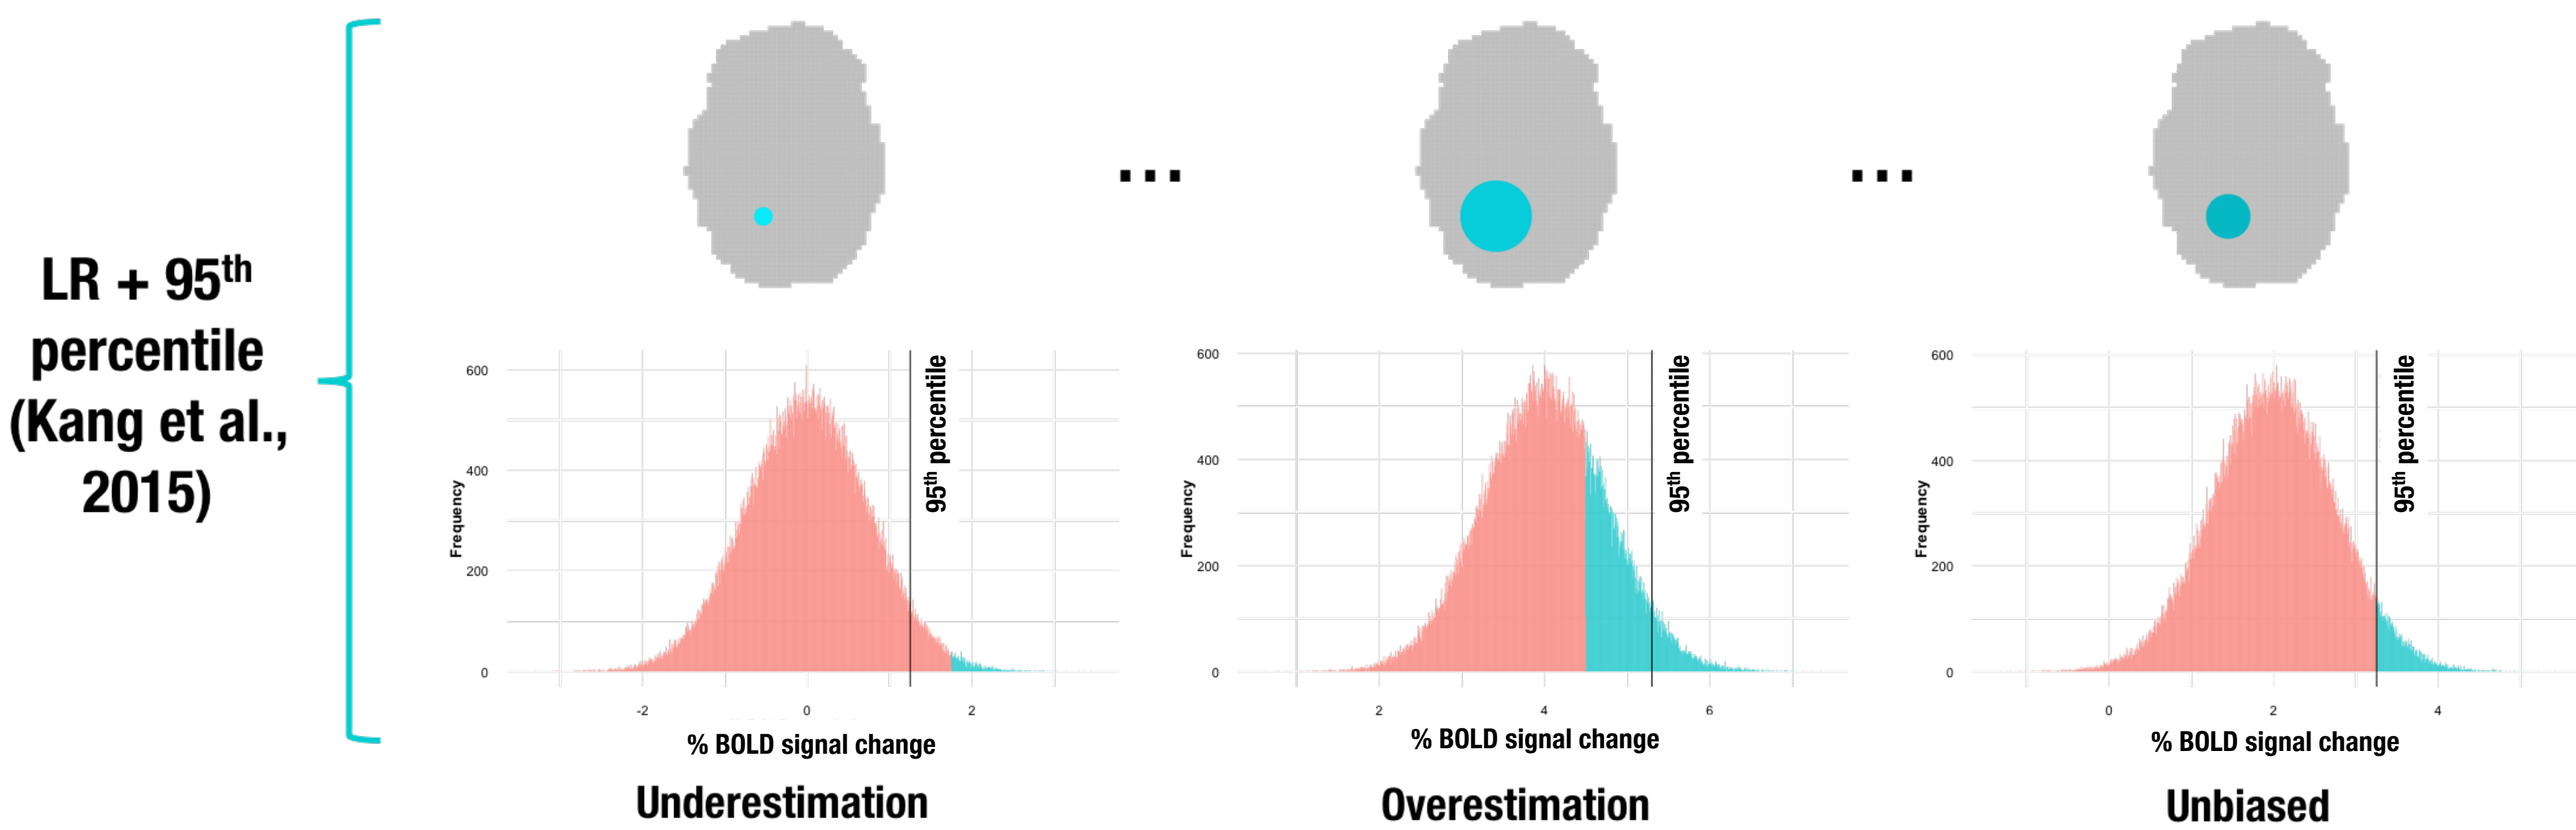 LR + 95th
percentile
(Kang et al.,
2015)
...
...
600
400
200
0
Frequency
95th percentile
-2
0
2
% BOLD signal change
Underestimation
600
400
200
0
Frequency
95th percentile
2
4
6
% BOLD signal change
Overestimation
600
400
200
0
Frequency
95th percentile
0
2
4
% BOLD signal change
Unbiased